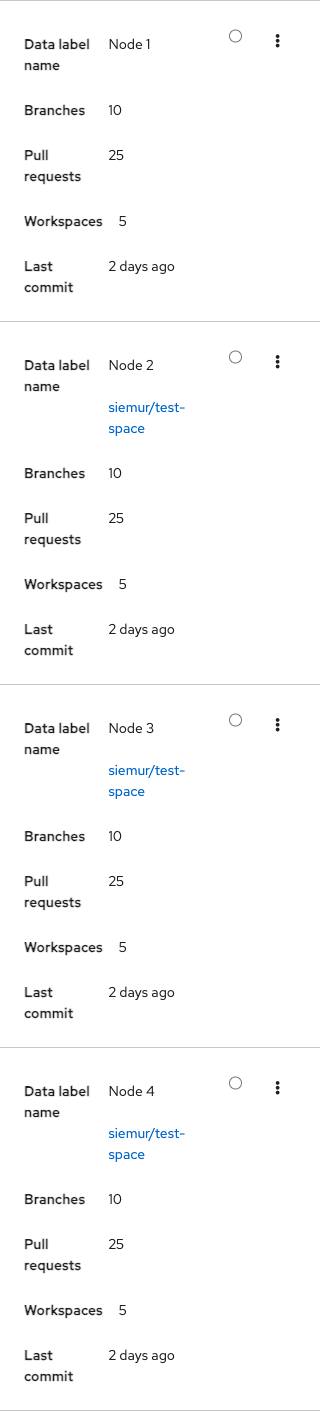 Data label Node 1
name
Branches 10
Pull 25
requests
Workspaces 5
Last 2 days ago
commit
Data label Node 2
name
siemur/test-
space
Branches 10
Pull 25
requests
Workspaces 5
Last 2 days ago
commit
Data label Node 3
name
siemur/test-
space
Branches 10
Pull 25
requests
Workspaces 5
Last 2 days ago
commit
Data label Node 4
name
siemur/test-
space
Branches 10
Pull 25
requests
Workspaces 5
Last 2 days ago
commit